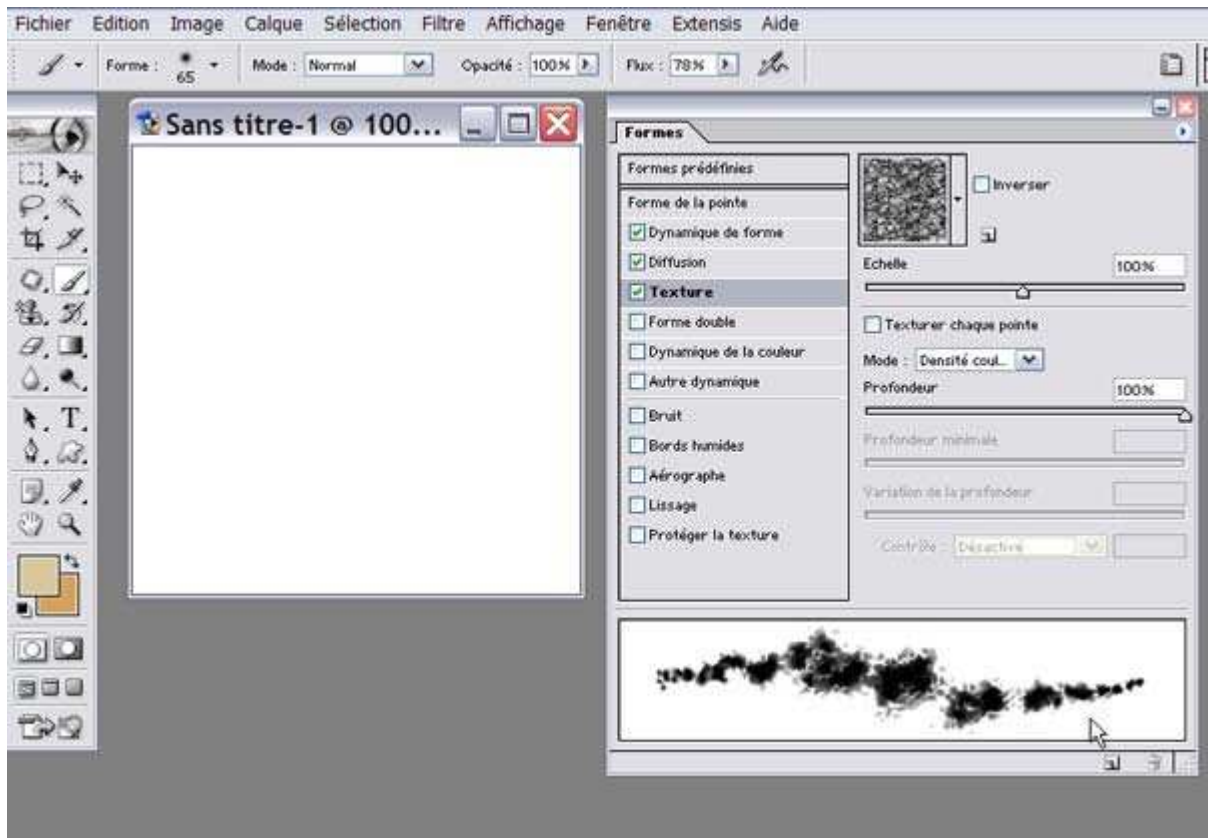 Fichier Edition Image Calque Sélection Filtre Affichage Fenêtre Extensis Aide
Forme : 65 Mode : Normal Opacité : 100% Flux : 78%
Sans titre-1 @ 100...
Formes
Formes prédéfinies
Forme de la pointe
Dynamique de forme
Diffusion
Texture
Forme double
Dynamique de la couleur
Autre dynamique
Bruit
Bords humides
Aérographe
Lissage
Protéger la texture
Inverser
Echelle 100%
Texturer chaque pointe
Mode : Densité coul...
Profondeur 100%
Profondeur minimale
Variation de la profondeur
Contrôle : Désactivé
T